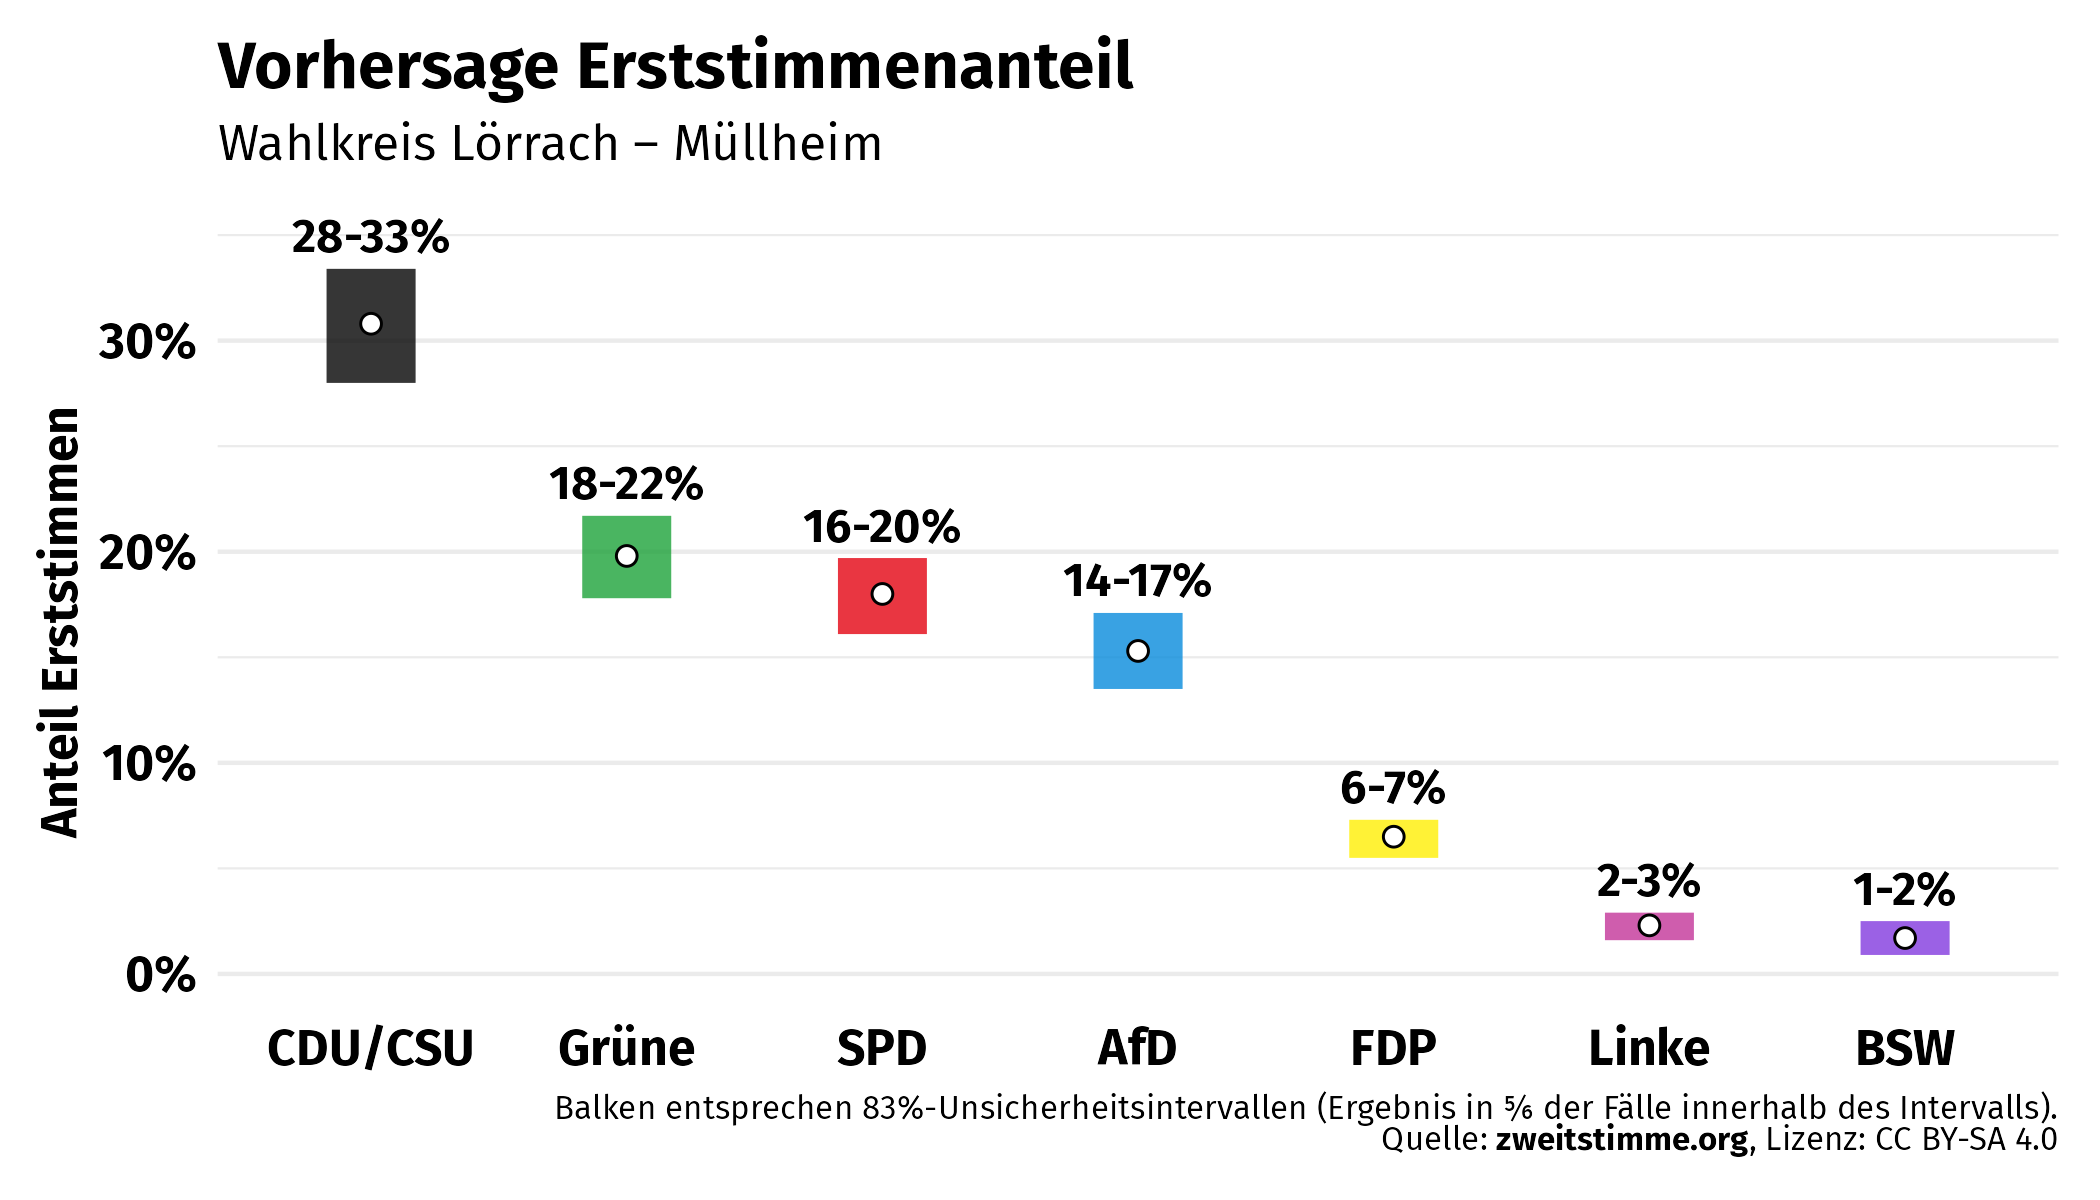 Vorhersage Erststimmenanteil
Wahlkreis Lörrach – Müllheim
Anteil Erststimmen
30%
20%
10%
0%
28-33%
18-22%
16-20%
14-17%
6-7%
2-3%
1-2%
CDU/CSU Grüne SPD AfD FDP Linke BSW
Balken entsprechen 83%-Unsicherheitsintervallen (Ergebnis in ⅚ der Fälle innerhalb des Intervalls).
Quelle: zweitstimme.org, Lizenz: CC BY-SA 4.0